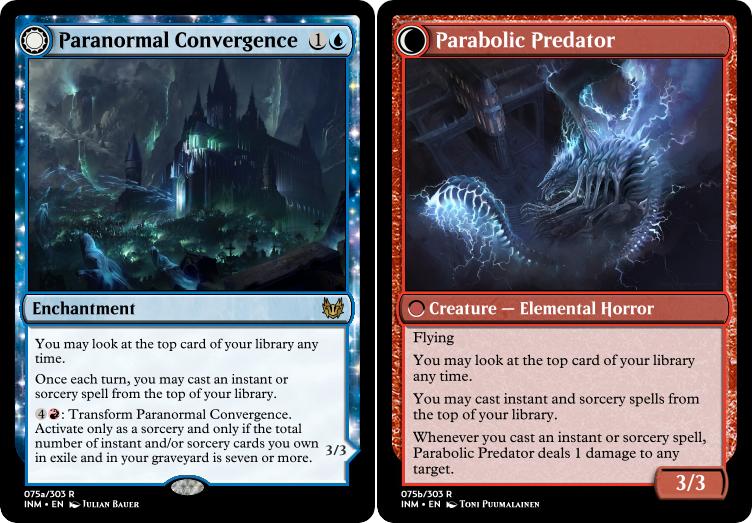 Paranormal Convergence 1
Enchantment
You may look at the top card of your library any
time.
Once each turn, you may cast an instant or
sorcery spell from the top of your library.
4: Transform Paranormal Convergence.
Activate only as a sorcery and only if the total
number of instant and/or sorcery cards you own
in exile and in your graveyard is seven or more.
3/3
075a/303 R
INM • EN Julian Bauer
Parabolic Predator
Creature — Elemental Horror
Flying
You may look at the top card of your library
any time.
You may cast instant and sorcery spells from
the top of your library.
Whenever you cast an instant or sorcery spell,
Parabolic Predator deals 1 damage to any
target.
3/3
075b/303 R
INM • EN Toni Puumalainen